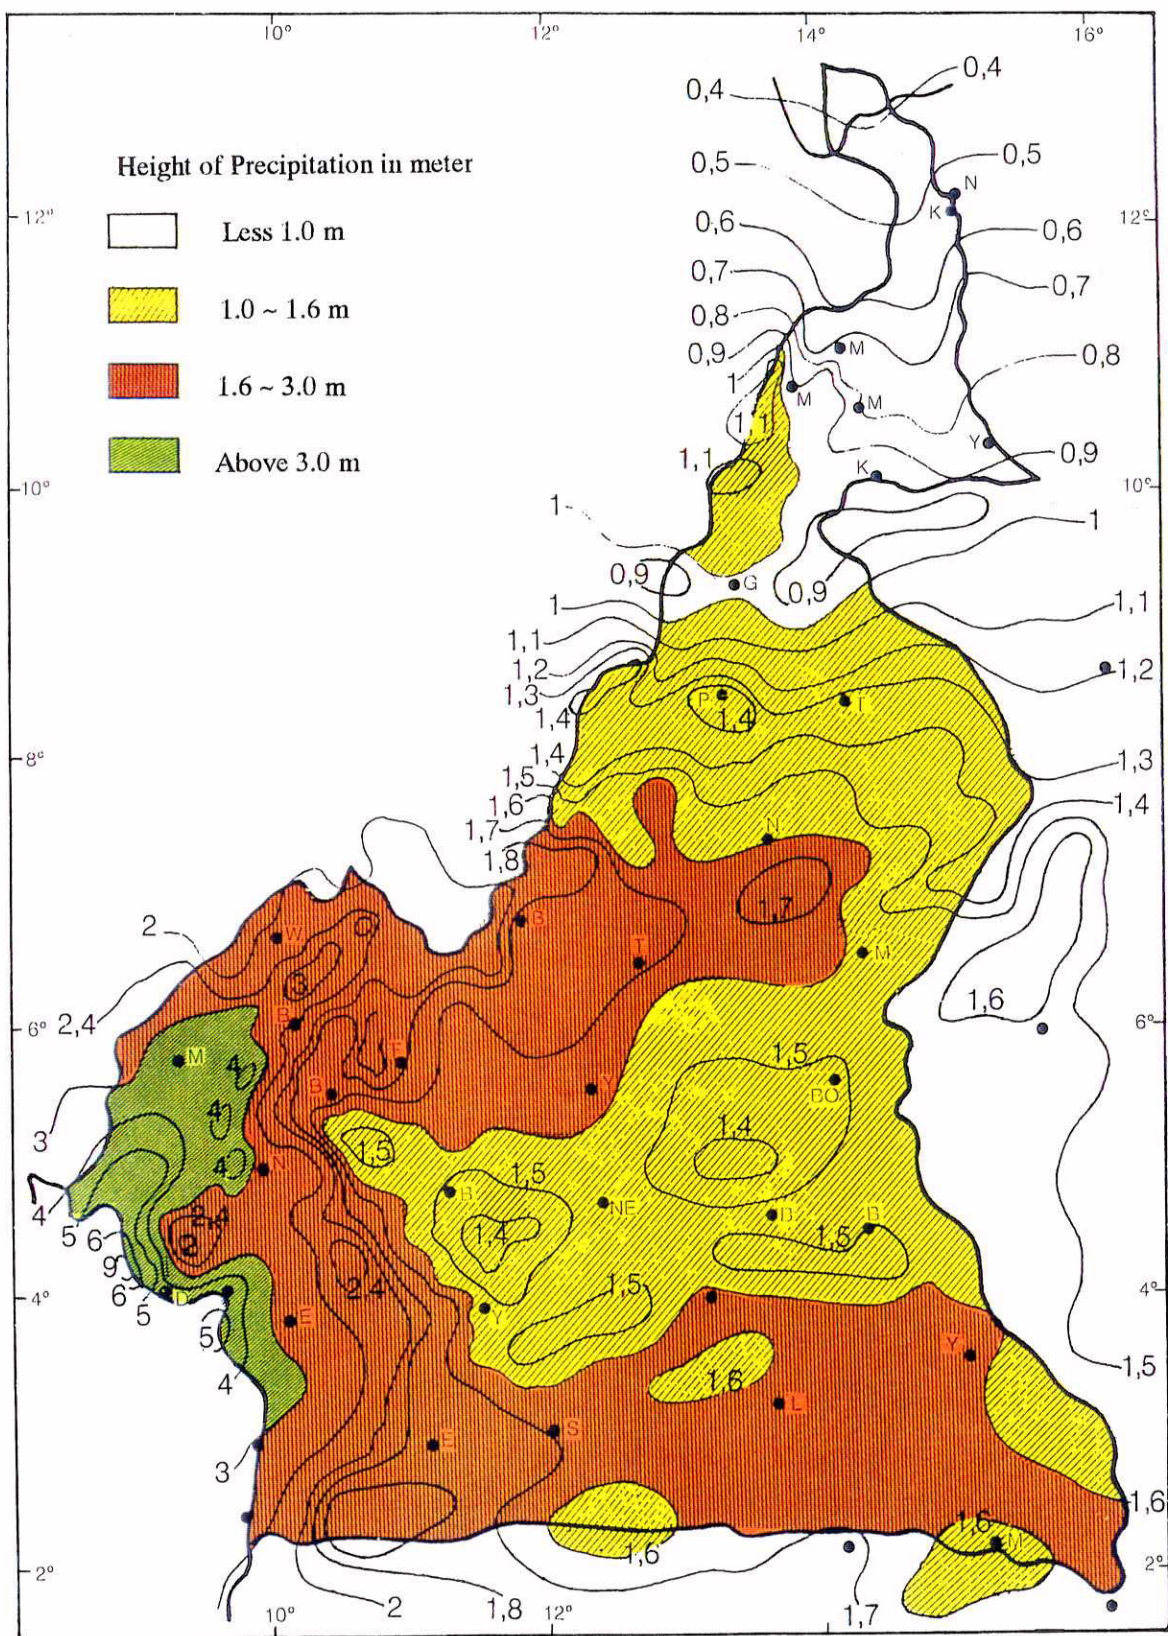 10° 12° 14° 16°
0,4
0,4
Height of Precipitation in meter
0,5
0,5
N
12°
Less 1.0 m
K
12°
0,6
0,6
0,7
0,7
1.0 ~ 1.6 m
0,8
M
0,8
0,9
1.6 ~ 3.0 m
1
M
M
1,1
Y
Above 3.0 m
1,1
K
0,9
10°
10°
1
1
0,9
G
0,9
1
1,1
1,1
1,2
1,2
1,3
P
T
1,4
1,4
8°
1,4
1,3
1,5
1,6
1,4
1,7
N
1,8
1,7
2
W
B
T
M
3
1,6
2,4
6°
B
6°
M
F
1,5
4
B
Y
BO
3
4
1,4
1,5
4
N
1,5
4
B
NE
B
B
5
2,4
6
2
1,4
1,5
9
2,4
1,5
6
D
4°
4°
5
E
Y
5
Y
4
1,6
1,5
L
S
E
3
1,6
1,6
M
1,6
2°
2°
10°
2
1,8
12°
1,7